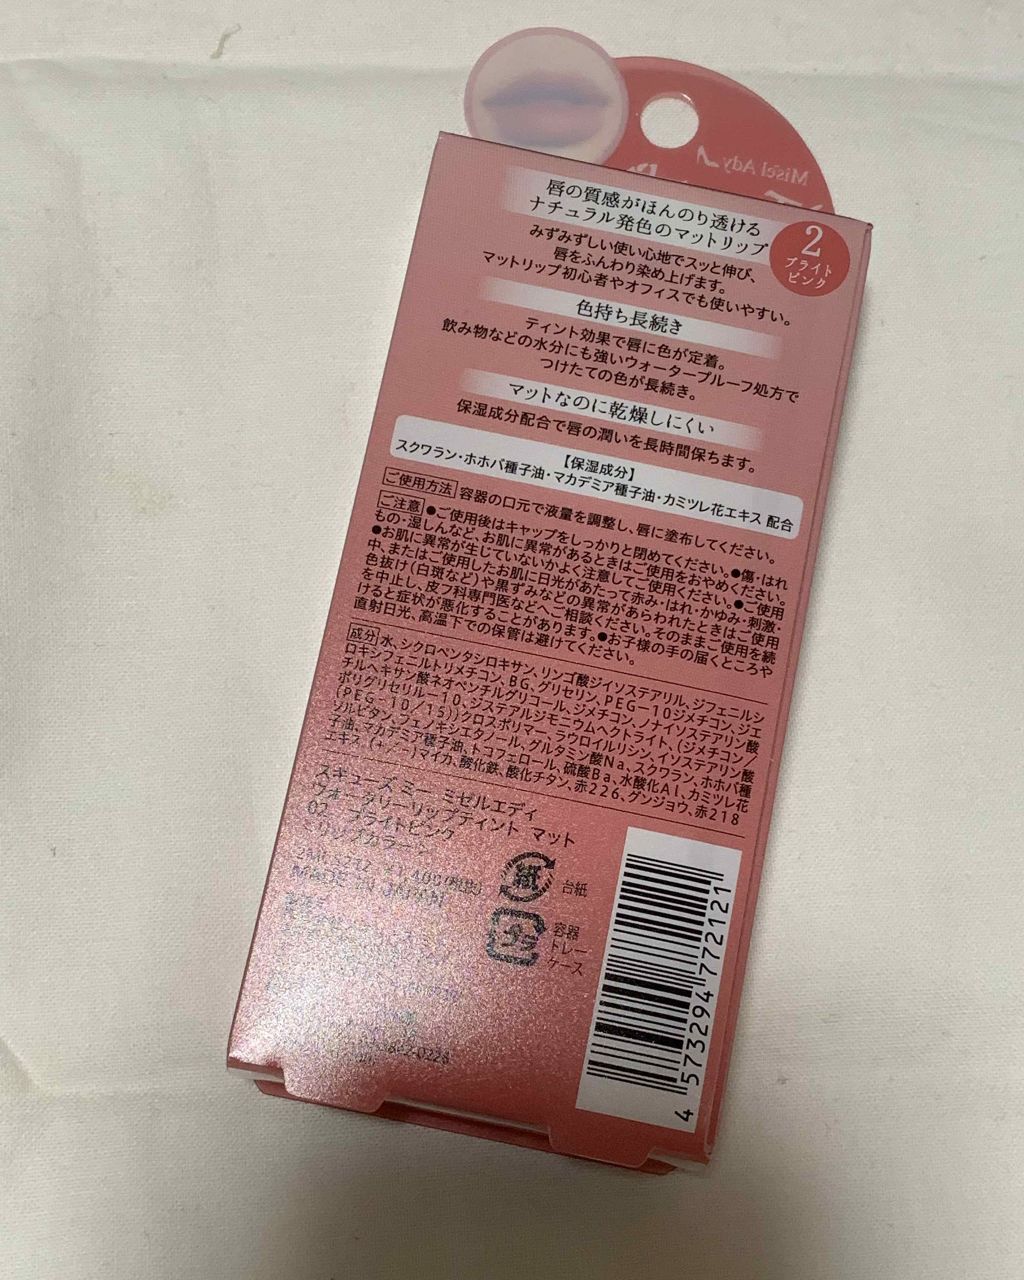 Misel Ady
唇の質感がほんのり透ける
ナチュラル発色のマットリップ
2
ブライト
ピンク
みずみずしい使い心地でスッと伸び、
唇をふんわり染め上げます。
マットリップ初心者やオフィスでも使いやすい。
色持ち長続き
ティント効果で唇に色が定着。
飲み物などの水分にも強いウォータープルーフ処方で
つけたての色が長続き。
マットなのに乾燥しにくい
保湿成分配合で唇の潤いを長時間保ちます。
【保湿成分】
スクワラン・ホホバ種子油・マカデミア種子油・カミツレ花エキス 配合
ご使用方法 容器の口元で液量を調整し、唇に塗布してください。
ご注意 ●ご使用後はキャップをしっかりと閉めてください。●傷・はれ
もの・湿しんなど、お肌に異常があるときはご使用をおやめください。
●お肌に異常が生じていないかよく注意してご使用ください。●ご使用
中、またはご使用したお肌に日光があたって赤み・はれ・かゆみ・刺激・
色抜け(白斑など)や黒ずみなどの異常があらわれたときはご使用
を中止し、皮フ科専門医などへご相談ください。そのままご使用を続
けると症状が悪化することがあります。●お子様の手の届くところや
直射日光、高温下での保管は避けてください。
成分 水、シクロペンタシロキサン、リンゴ酸ジイソステアリル、ジフェニルシ
ロキシフェニルトリメチコン、BG、グリセリン、PEG-10ジメチコン、ジエ
チルヘキサン酸ネオペンチルグリコール、ジメチコン、ノナイソステアリン酸
ポリグリセリル-10、ジステアルジモニウムヘクトライト、(ジメチコン/
(PEG-10/15))クロスポリマー、ラウロイルリシン、イソステアリン酸
ソルビタン、フェノキシエタノール、グルタミン酸Na、スクワラン、ホホバ種
子油、マカデミア種子油、トコフェロール、硫酸Ba、水酸化Al、カミツレ花
エキス、(+/-)マイカ、酸化鉄、酸化チタン、赤226、グンジョウ、赤218
スキューズ ミー ミゼルエディ
ウォータリーリップティント マット
02 ブライトピンク
<リップカラー>
MADE IN JAPAN
紙
台紙
プラ
容器
トレー
ケース
4 573294 772121